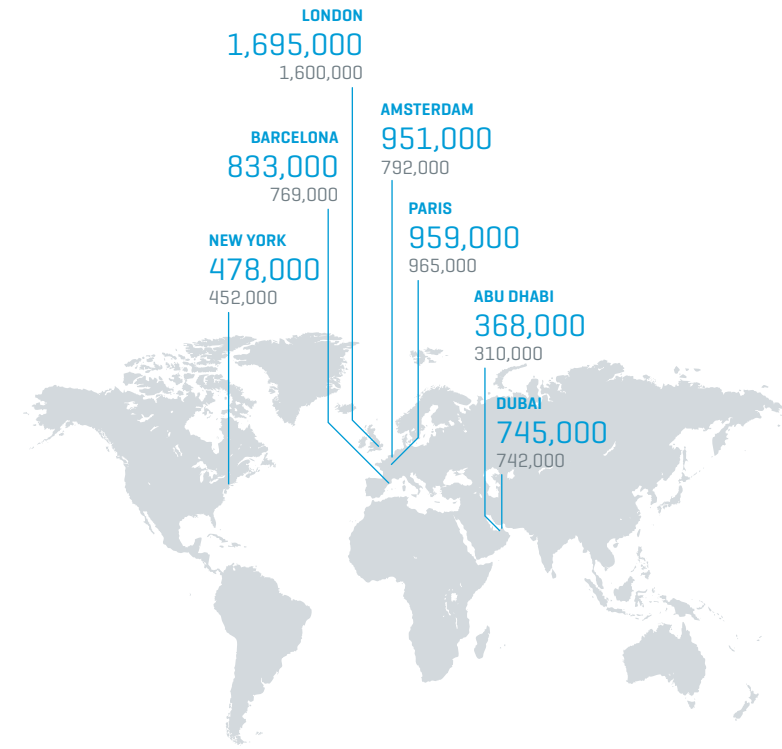 LONDON
1,695,000
1,600,000
AMSTERDAM
951,000
792,000
BARCELONA
833,000
769,000
PARIS
959,000
965,000
NEW YORK
478,000
452,000
ABU DHABI
368,000
310,000
DUBAI
745,000
742,000